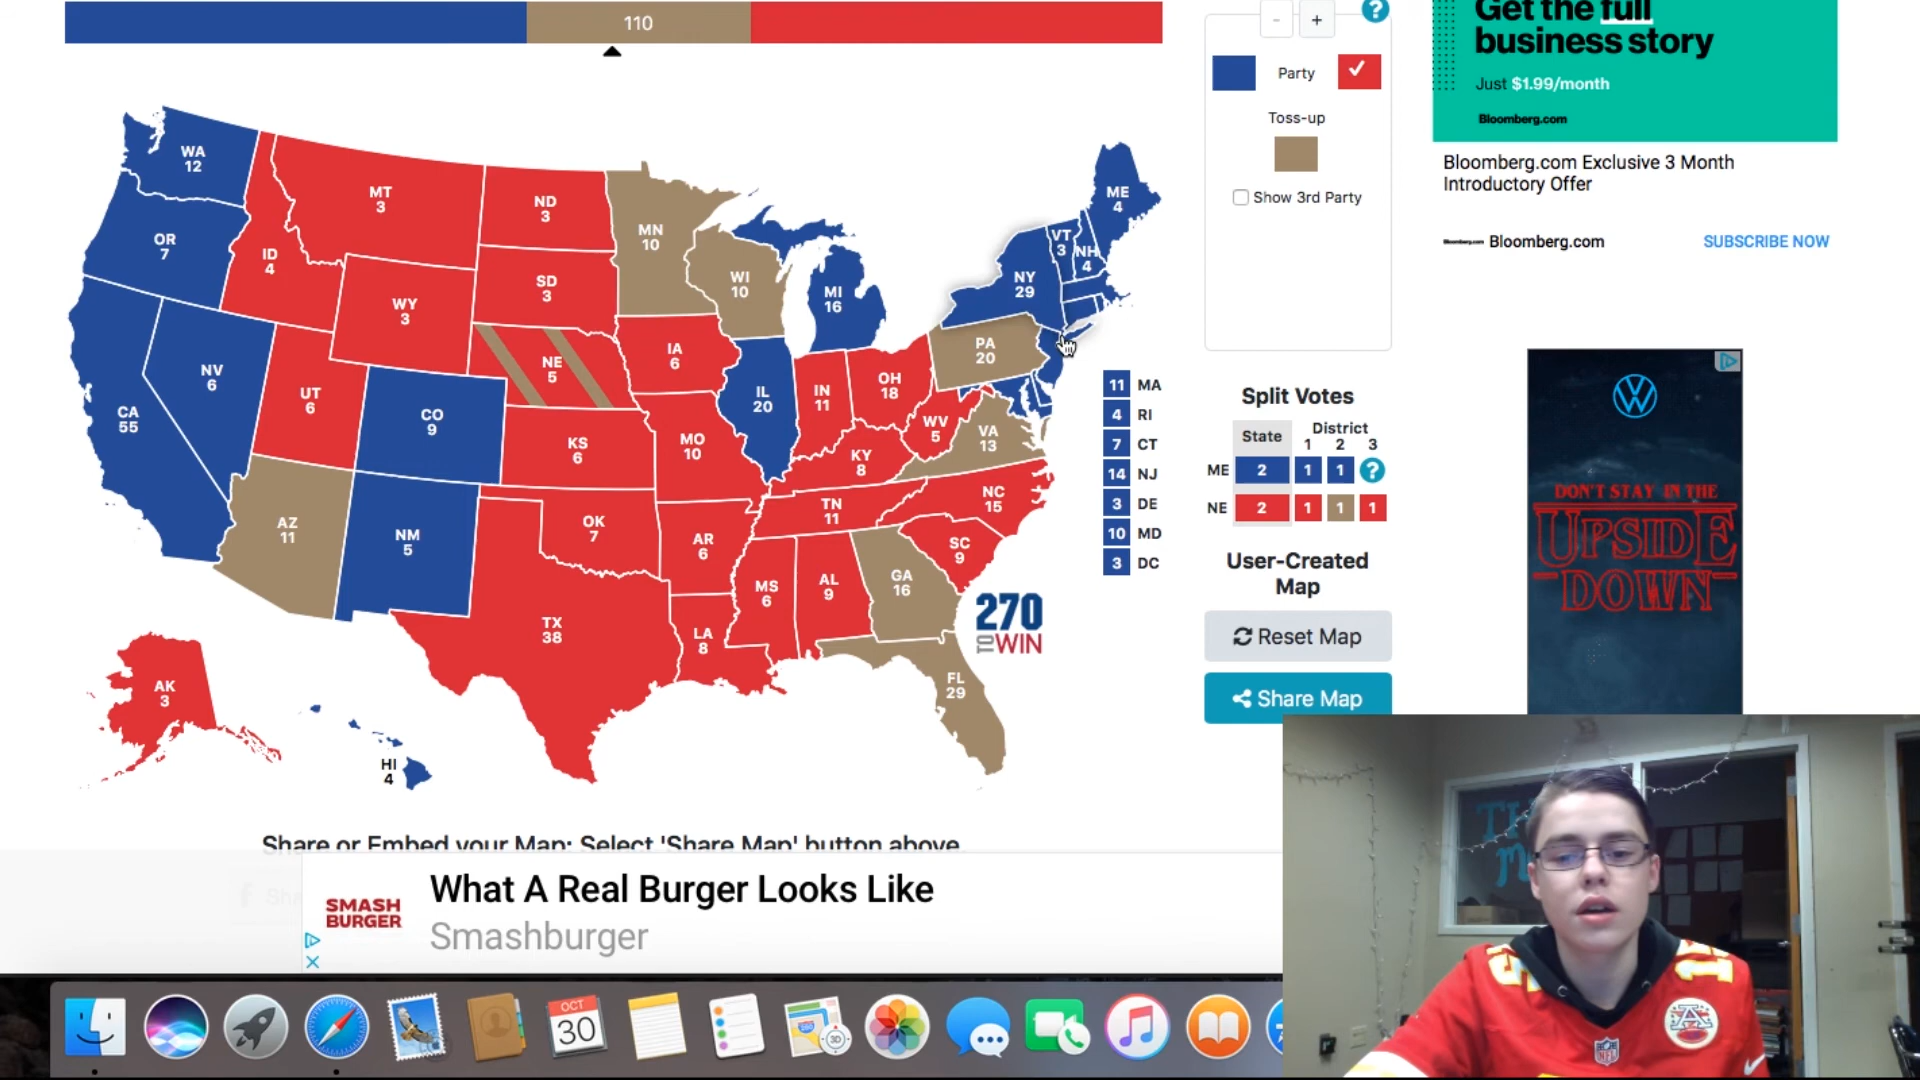 110
WA
12
OR
7
CA
55
NV
6
ID
4
MT
3
WY
3
UT
6
AZ
11
CO
9
NM
5
ND
3
SD
3
NE
5
KS
6
OK
7
TX
38
MN
10
IA
6
MO
10
AR
6
LA
8
WI
10
IL
20
MI
16
IN
11
OH
18
KY
8
TN
11
MS
6
AL
9
GA
16
FL
29
SC
9
NC
15
VA
13
WV
5
PA
20
NY
29
VT
3
NH
4
ME
4
AK
3
HI
4
11 MA
4 RI
7 CT
14 NJ
3 DE
10 MD
3 DC
270
TO WIN
- +
?
Party
Toss-up
Show 3rd Party
Split Votes
State District
1 2 3
ME 2 1 1 ?
NE 2 1 1 1
User-Created
Map
Reset Map
Share Map
Get the full
business story
Just $1.99/month
Bloomberg.com
Bloomberg.com Exclusive 3 Month
Introductory Offer
Bloomberg.com SUBSCRIBE NOW
DON'T STAY IN THE
UPSIDE
DOWN
Share or Embed your Map: Select 'Share Map' button above
SMASH
BURGER
What A Real Burger Looks Like
Smashburger
OCT
30
3D
NFL